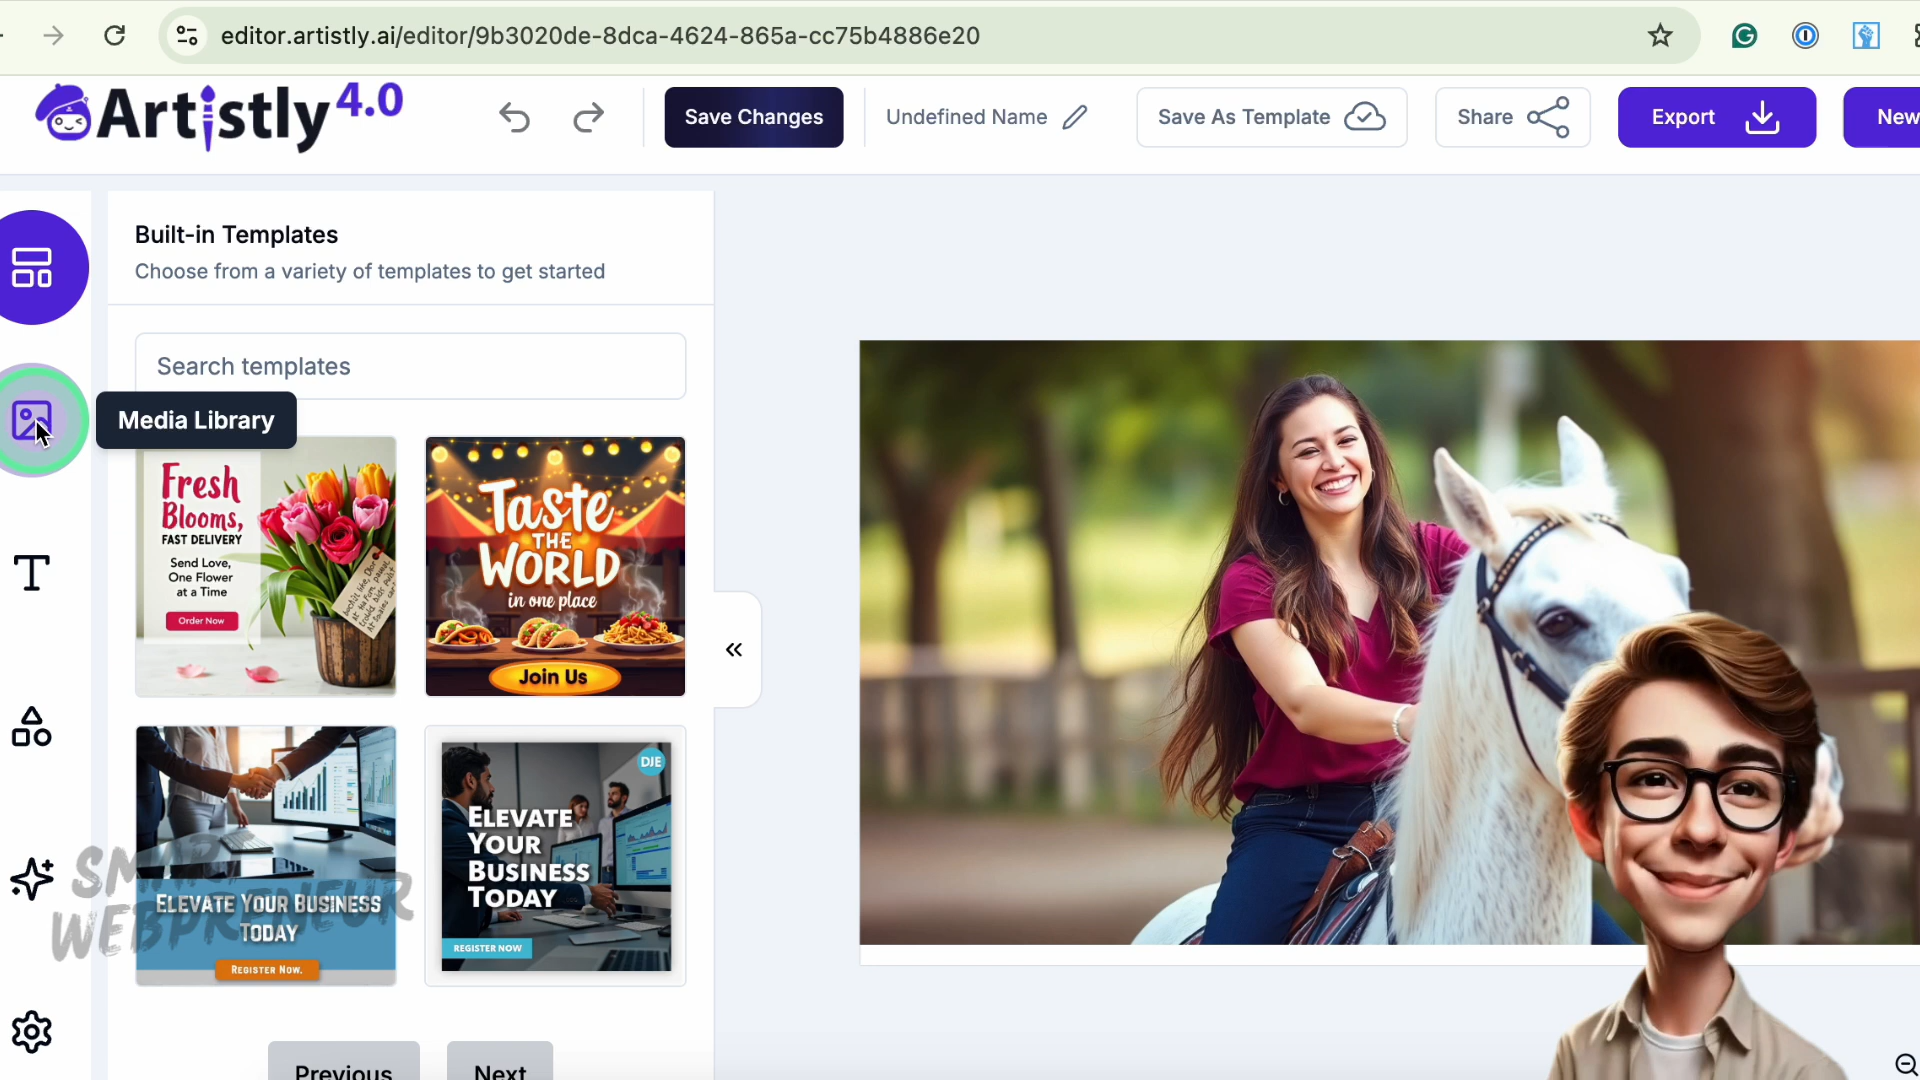 editor.artistly.ai/editor/9b3020de-8dca-4624-865a-cc75b4886e20
Artistly 4.0
Save Changes
Undefined Name
Save As Template
Share
Export
New
Built-in Templates
Choose from a variety of templates to get started
Search templates
Media Library
Fresh
Blooms,
FAST DELIVERY
Send Love,
One Flower
at a Time
Order Now
Taste
THE
WORLD
in one place
Join Us
ELEVATE YOUR BUSINESS
TODAY
REGISTER NOW.
DJE
ELEVATE
YOUR
BUSINESS
TODAY
REGISTER NOW
SMART
WEBPRENEUR
T
Previous
Next